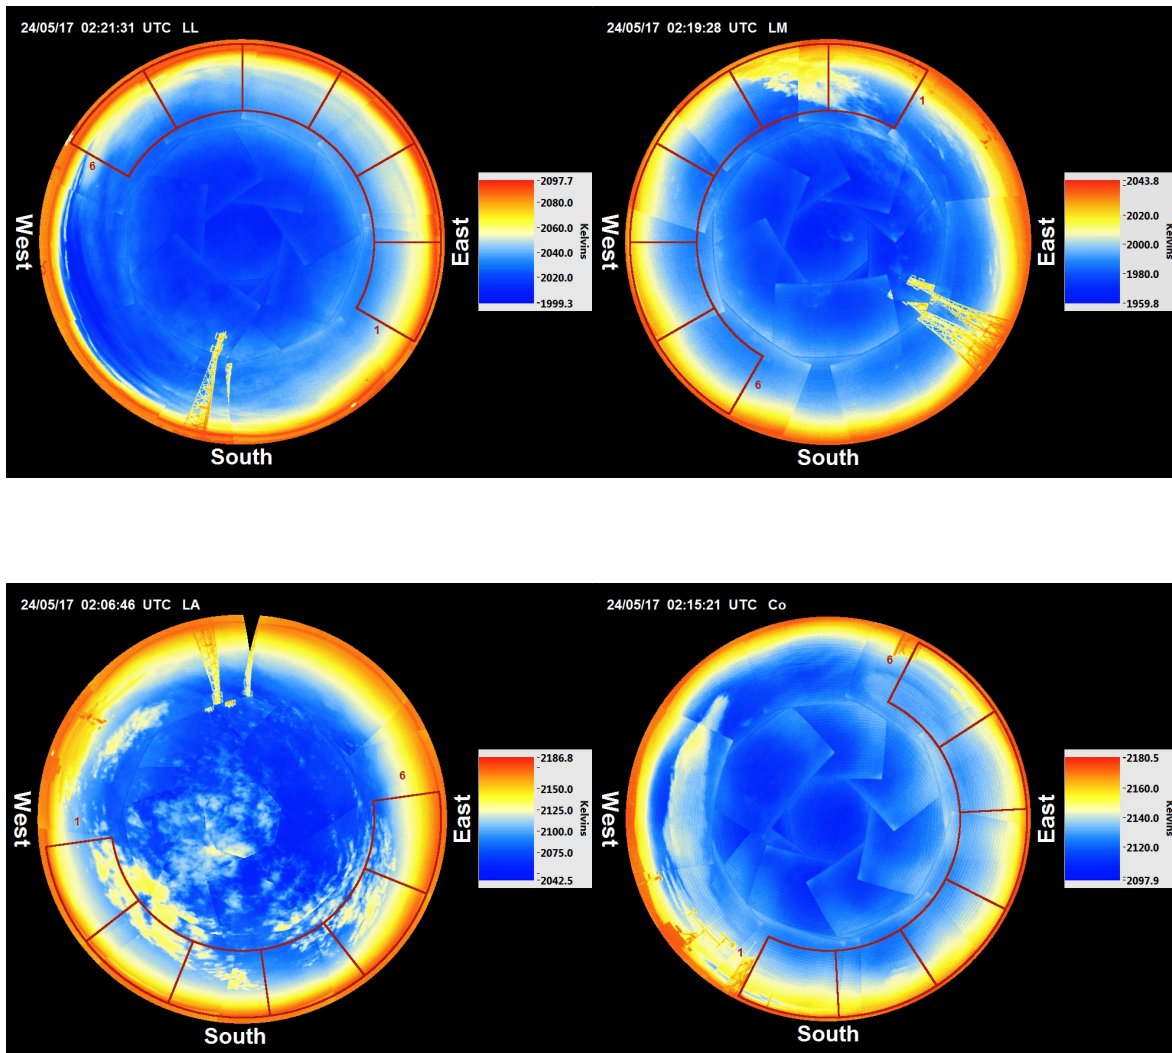 24/05/17 02:21:31 UTC LL
6
1
West
East
South
2097.7
2080.0
2060.0
2040.0
2020.0
1999.3
Kelvins
24/05/17 02:19:28 UTC LM
1
6
West
East
South
2043.8
2020.0
2000.0
1980.0
1959.8
Kelvins
24/05/17 02:06:46 UTC LA
1
6
West
East
South
2186.8
2150.0
2125.0
2100.0
2075.0
2042.5
Kelvins
24/05/17 02:15:21 UTC Co
6
1
West
East
South
2180.5
2160.0
2140.0
2120.0
2097.9
Kelvins